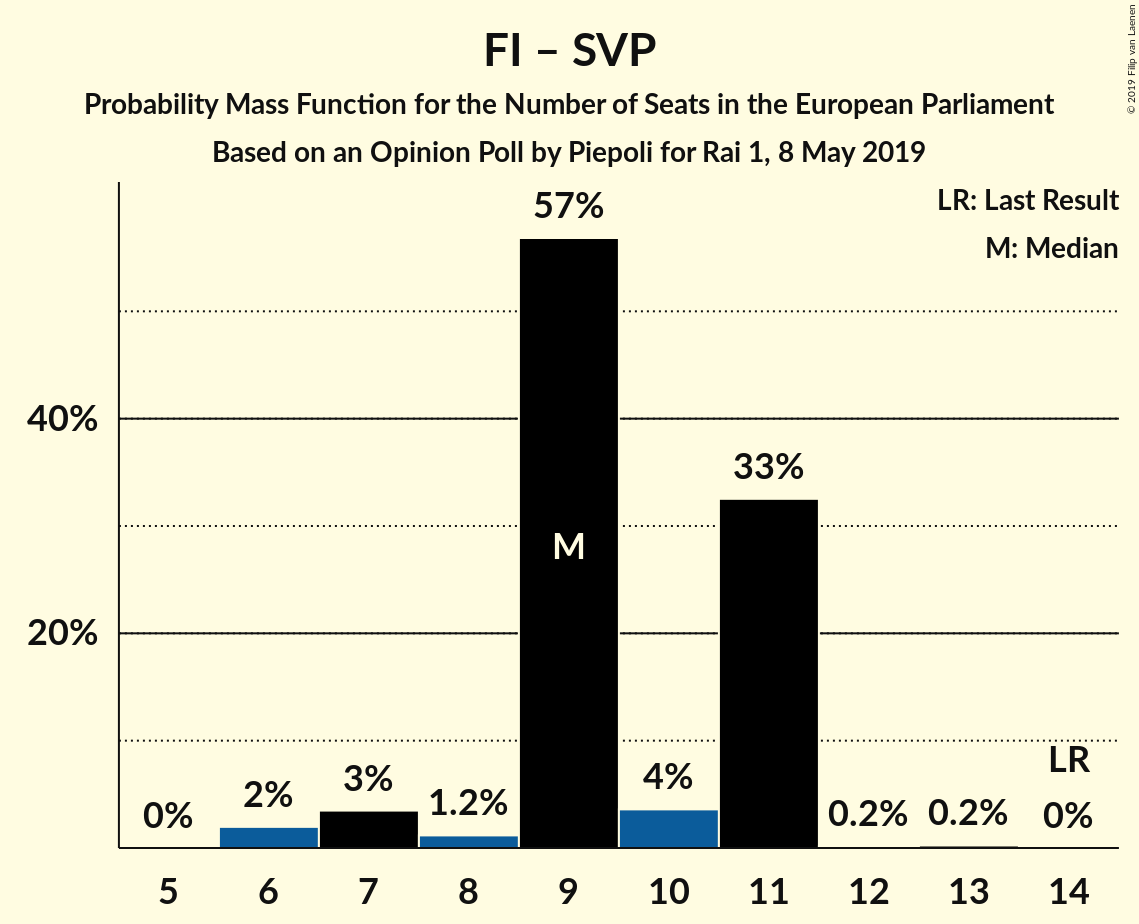 FI – SVP
Probability Mass Function for the Number of Seats in the European Parliament
Based on an Opinion Poll by Piepoli for Rai 1, 8 May 2019
© 2019 Filip van Laenen
LR: Last Result
M: Median
57%
40%
33%
M
20%
LR
0%
2%
3%
1.2%
4%
0.2%
0.2%
0%
5 6 7 8 9 10 11 12 13 14